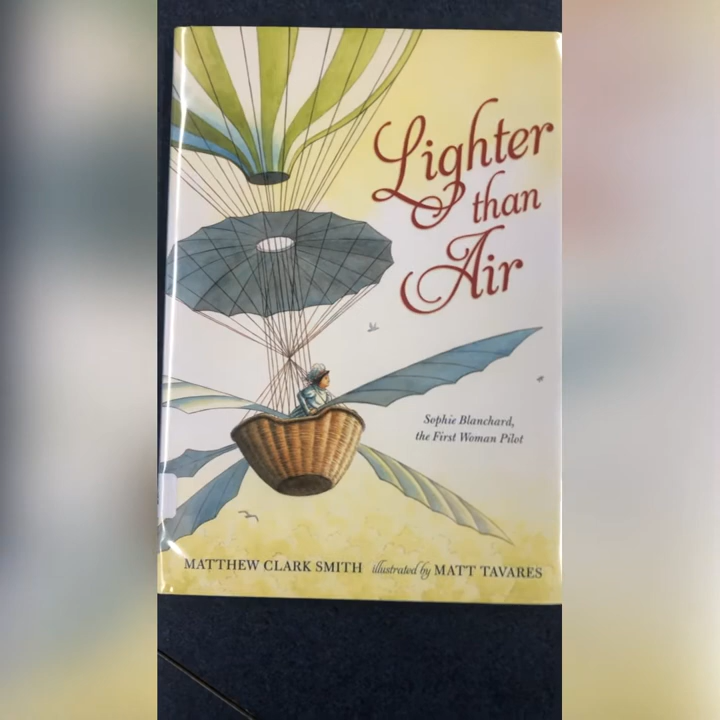 Lighter
than
Air
Sophie Blanchard,
the First Woman Pilot
MATTHEW CLARK SMITH illustrated by MATT TAVARES